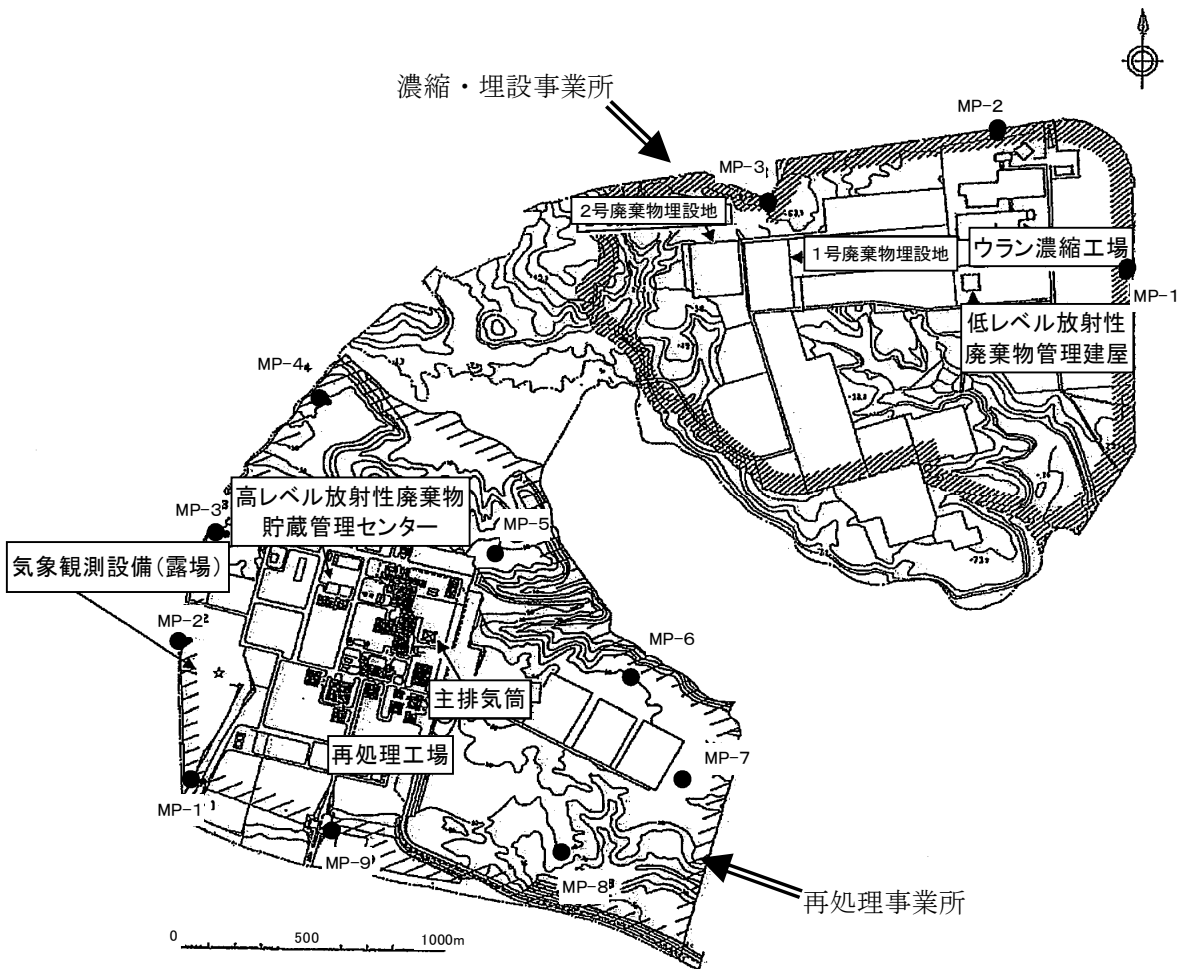 濃縮・埋設事業所
MP-2
MP-3
2号廃棄物埋設地
1号廃棄物埋設地
ウラン濃縮工場
MP-1
低レベル放射性
廃棄物管理建屋
MP-4
高レベル放射性廃棄物
貯蔵管理センター
MP-3
MP-5
気象観測設備(露場)
MP-2
MP-6
主排気筒
再処理工場
MP-7
MP-1
MP-9
MP-8
再処理事業所
0 500 1000m